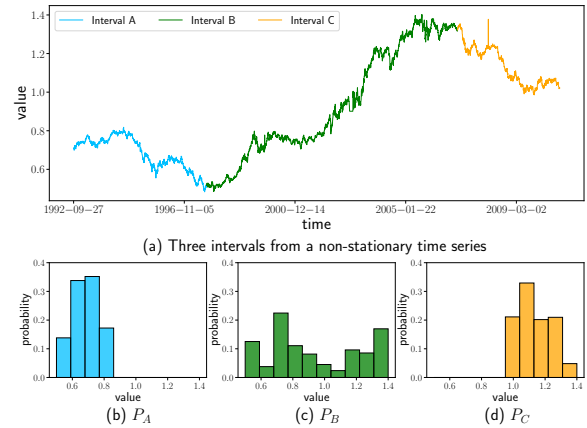 Interval A Interval B Interval C
1.4
1.2
1.0
0.8
0.6
value
1992−09−27 1996−11−05 2000−12−14 2005−01−22 2009−03−02
time
(a) Three intervals from a non-stationary time series
0.4 0.4 0.4
0.3 0.3 0.3
0.2 0.2 0.2
0.1 0.1 0.1
0.0 0.0 0.0
probability probability probability
0.6 0.8 1.0 1.2 1.4 0.6 0.8 1.0 1.2 1.4 0.6 0.8 1.0 1.2 1.4
value value value
(b) P_A (c) P_B (d) P_C